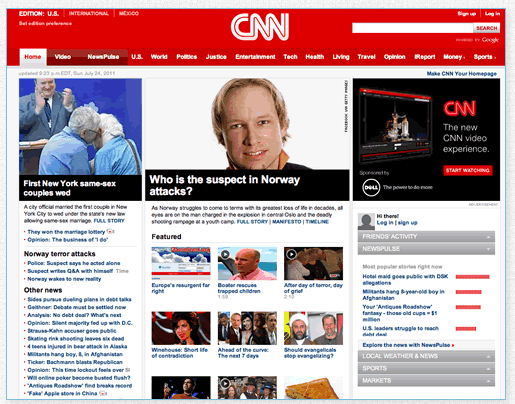 EDITION: U.S. INTERNATIONAL MÉXICO
Set edition preference
CNN
Sign up Log in
SEARCH
POWERED BY Google
Home Video NewsPulse U.S. World Politics Justice Entertainment Tech Health Living Travel Opinion iReport Money Sports
updated 9:23 p.m. EDT, Sun July 24, 2011
Make CNN Your Homepage
First New York same-sex
couples wed
A city official married the first couple in New
York City to wed under the state's new law
allowing same-sex marriage. FULL STORY
They won the marriage lottery
Opinion: The business of 'I do'
Norway terror attacks
Police: Suspect says he acted alone
Suspect writes Q&A with himself Time
Norway wakes to new reality
Other news
Sides pursue dueling plans in debt talks
Geithner: Debate must be settled now
Analysis: No debt deal? What's next
Opinion: Silent majority fed up with D.C.
Strauss-Kahn accuser goes public
Skating rink shooting leaves six dead
4 teens injured in bear attack in Alaska
Militants hang boy, 8, in Afghanistan
Ticker: Bachmann blasts Republican
Opinion: This time lockout feels over SI
Will online poker become busted flush?
'Antiques Roadshow' find breaks record
'Fake' Apple store in China
FACEBOOK VIA GETTY IMAGES
Who is the suspect in Norway
attacks?
As Norway struggles to come to terms with its greatest loss of life in decades, all
eyes are on the man charged in the explosion in central Oslo and the deadly
shooting rampage at a youth camp. FULL STORY | MANIFESTO | TIMELINE
Featured
Europe's resurgent far
right
Boater rescues
trapped children
1:59
After day of terror, day
of grief
2:10
Winehouse: Short life
of contradiction
Ahead of the curve:
The next 7 days
Should evangelicals
stop evangelizing?
CNN
The new
CNN video
experience.
START WATCHING
Sponsored by
DELL
The power to do more
ADVERTISEMENT
Hi there!
Log in | sign up
FRIENDS' ACTIVITY
NEWSPULSE
Most popular stories right now
Hotel maid goes public with DSK
allegations
Militants hang 8-year-old boy in
Afghanistan
Your 'Antiques Roadshow'
fantasy - those old cups = $1
million
U.S. leaders struggle to reach
debt deal
Explore the news with NewsPulse
LOCAL WEATHER & NEWS
SPORTS
MARKETS